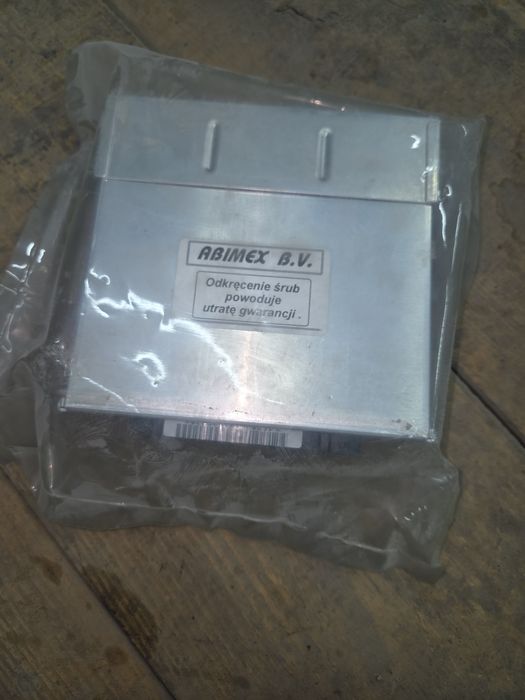 ABIMEX B.V.
Odkręcenie śrub
powoduje
utratę gwarancji .